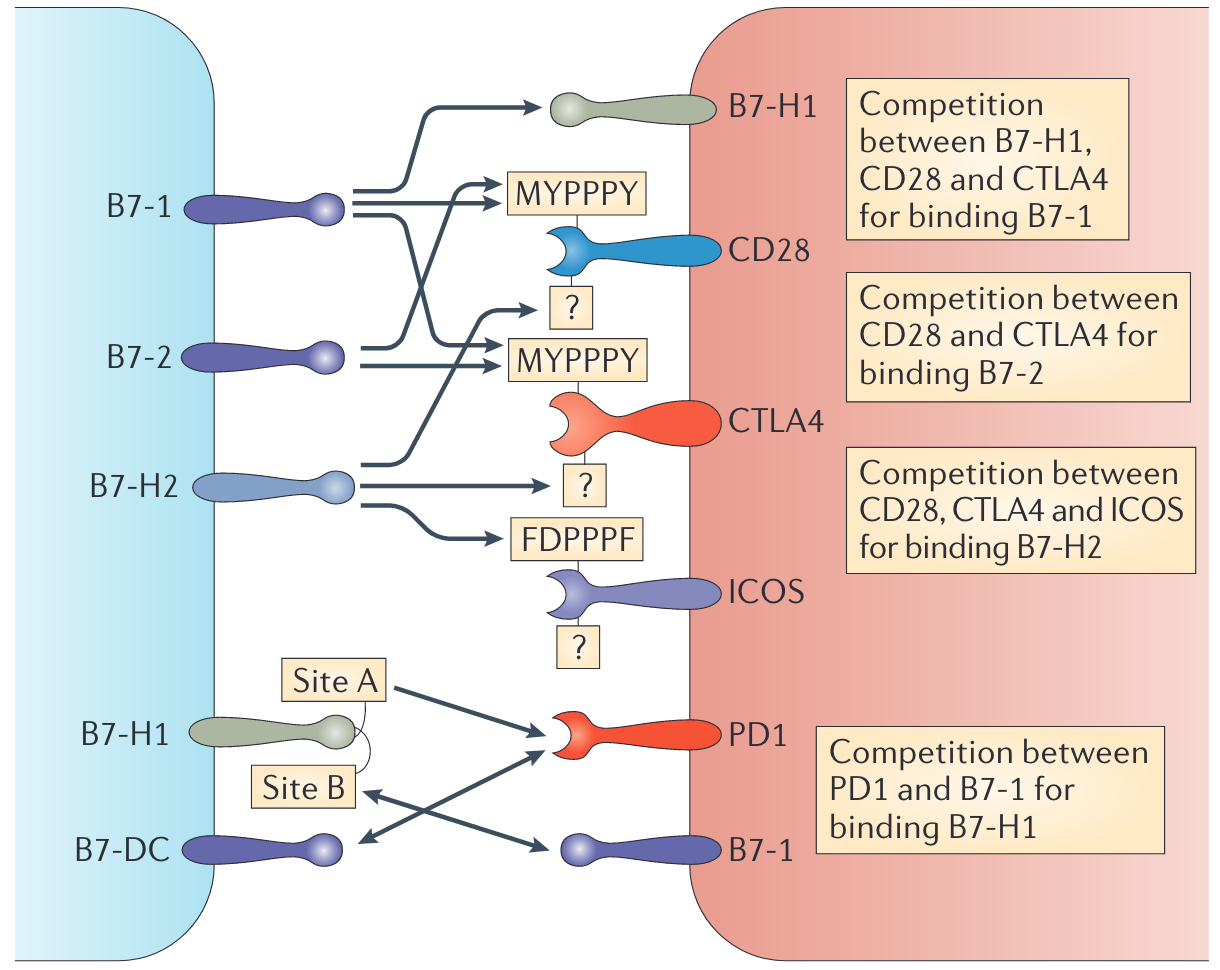 B7-H1
Competition
between B7-H1,
CD28 and CTLA4
for binding B7-1
B7-1
MYPPPY
CD28
?
Competition between
CD28 and CTLA4 for
binding B7-2
B7-2
MYPPPY
CTLA4
B7-H2
?
Competition between
CD28, CTLA4 and ICOS
for binding B7-H2
FDPPPF
ICOS
?
Site A
B7-H1
PD1
Site B
Competition between
PD1 and B7-1 for
binding B7-H1
B7-DC
B7-1